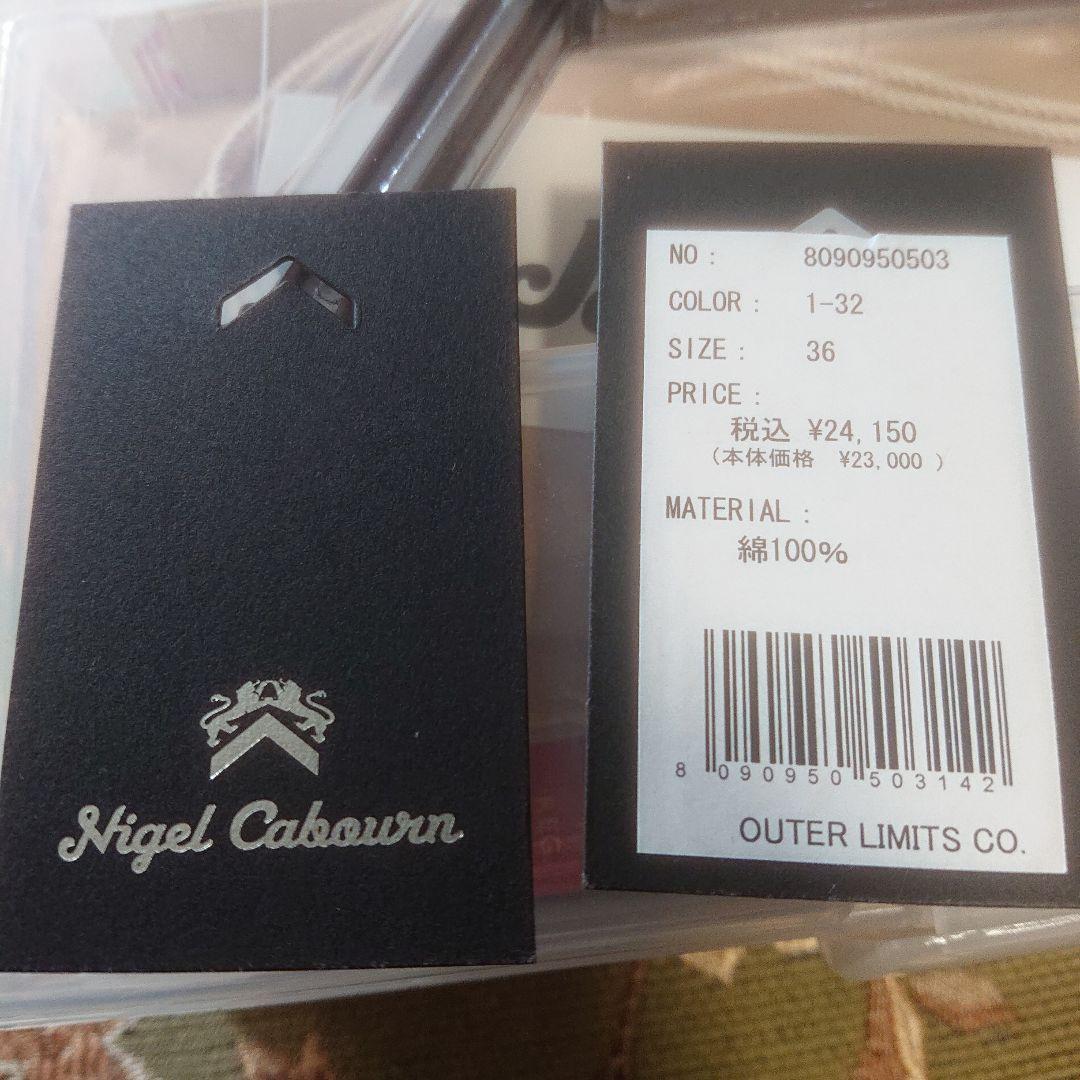 Nigel Cabourn
NO : 8090950503
COLOR : 1-32
SIZE : 36
PRICE :
税込 ¥24,150
(本体価格 ¥23,000 )
MATERIAL :
綿100%
8 090950 503142
OUTER LIMITS CO.